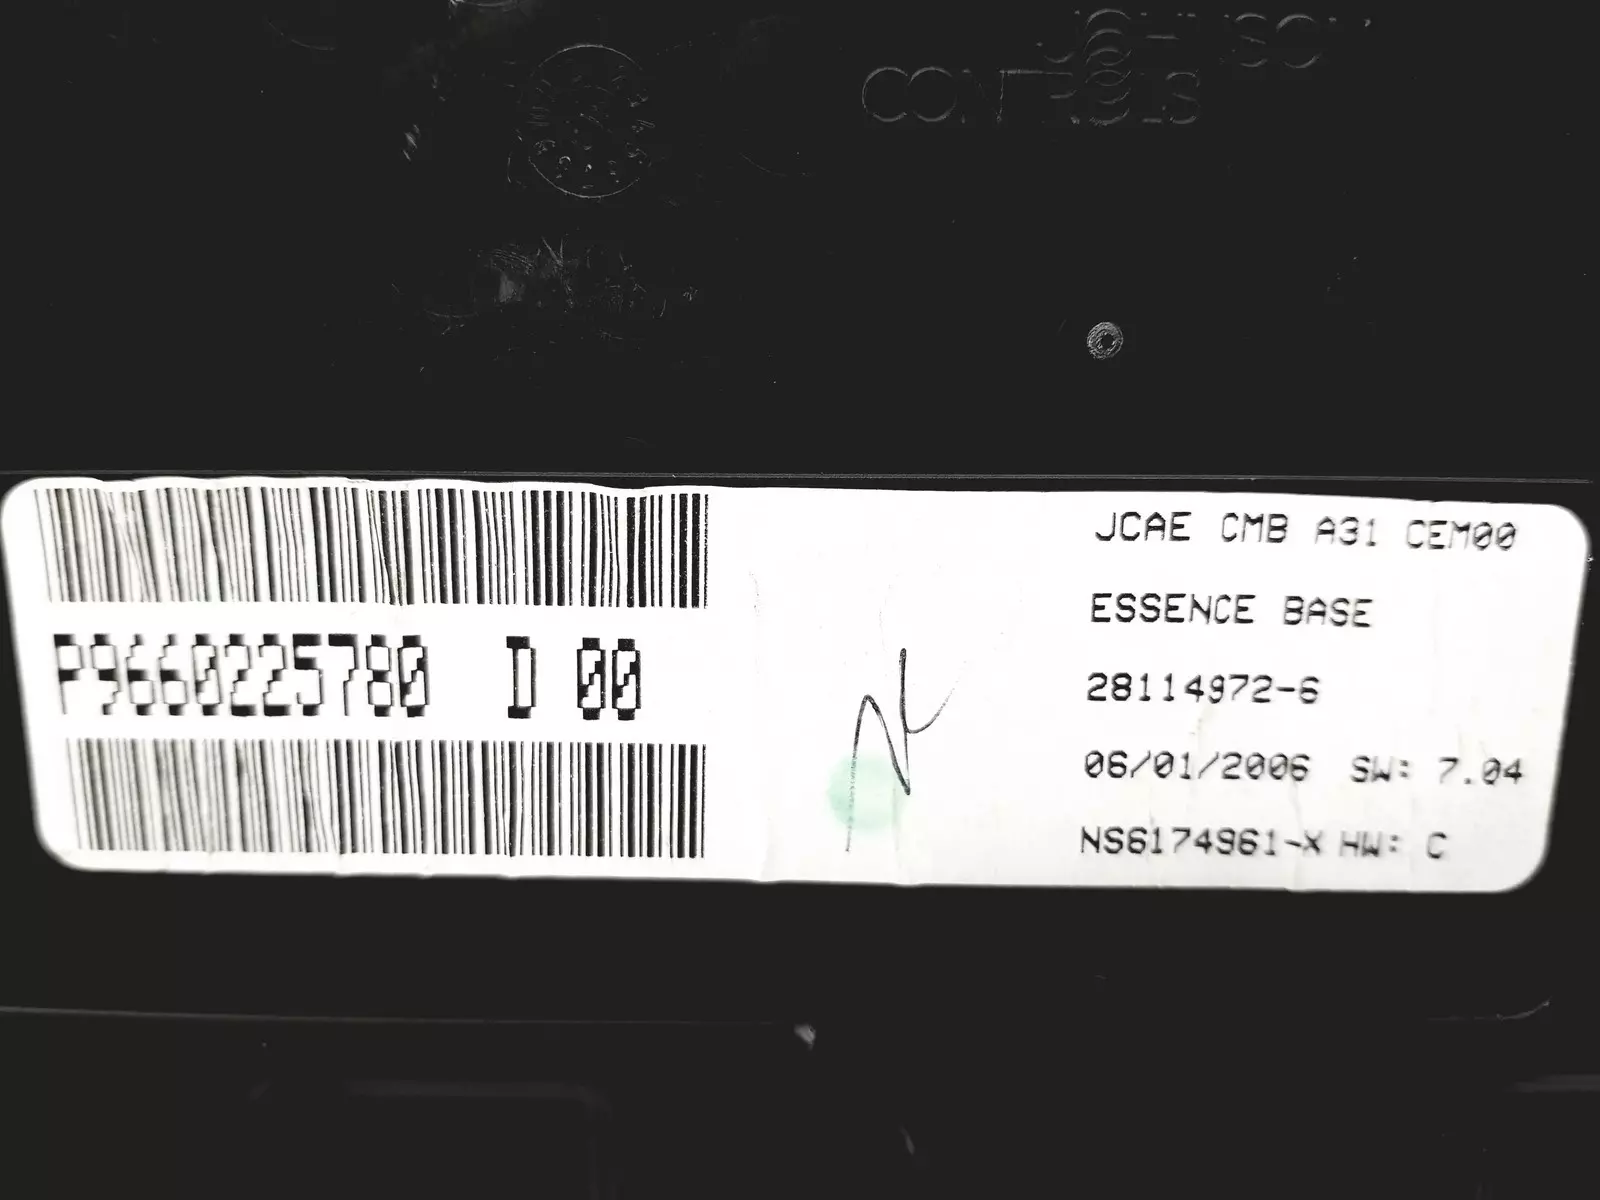 JOHNSON
CONTROLS
P9660225780 D 00
JCAE CMB A31 CEM00
ESSENCE BASE
28114972-6
06/01/2006 SW: 7.04
NS6174961-X HW: C